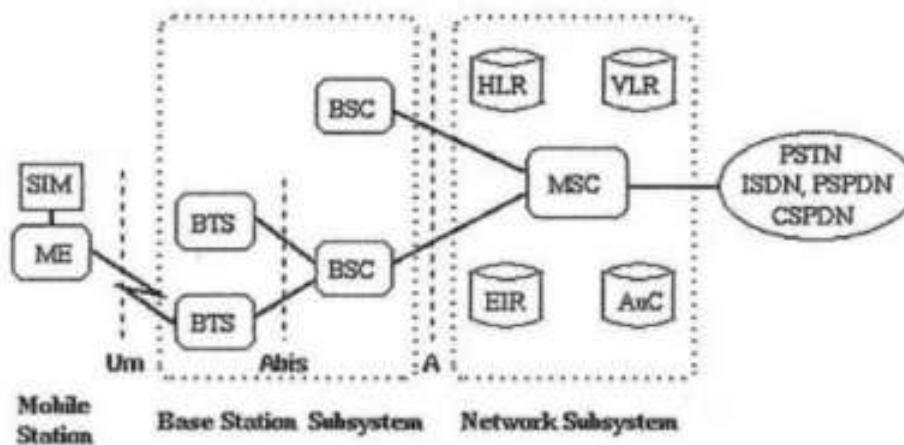 HLR
VLR
BSC
PSTN
ISDN, PSPDN
CSPDN
MSC
SIM
ME
BTS
BSC
BTS
EIR
AuC
Um
Abis
A
Mobile
Station
Base Station Subsystem
Network Subsystem